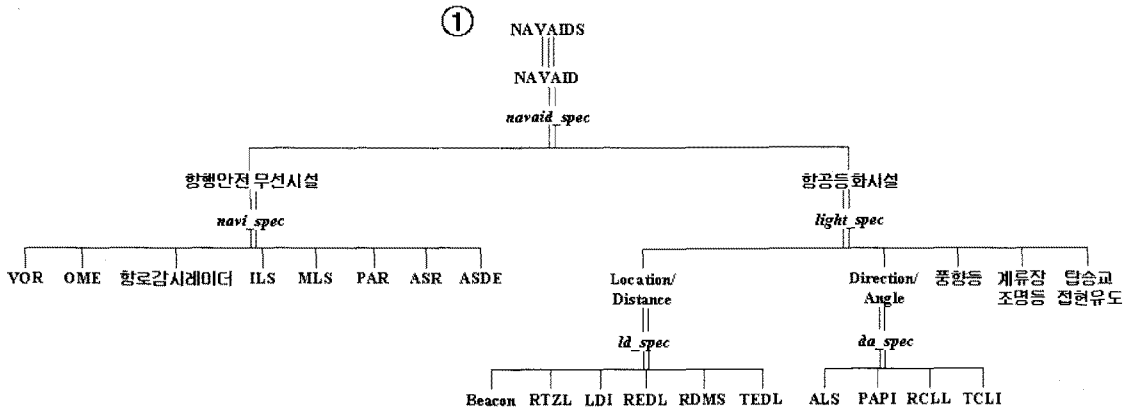 ①
NAVAIDS
NAVAID
navaid_spec
항행안전 무선시설
항공등화시설
navi_spec
light_spec
VOR OME 항로감시레이더 ILS MLS PAR ASR ASDE
Location/
Distance
Direction/
Angle
풍향등
계류장
조명등
탑승교
접현유도
ld_spec
da_spec
Beacon RTZL LDI REDL RDMS TEDL
ALS PAPI RCLL TCLI